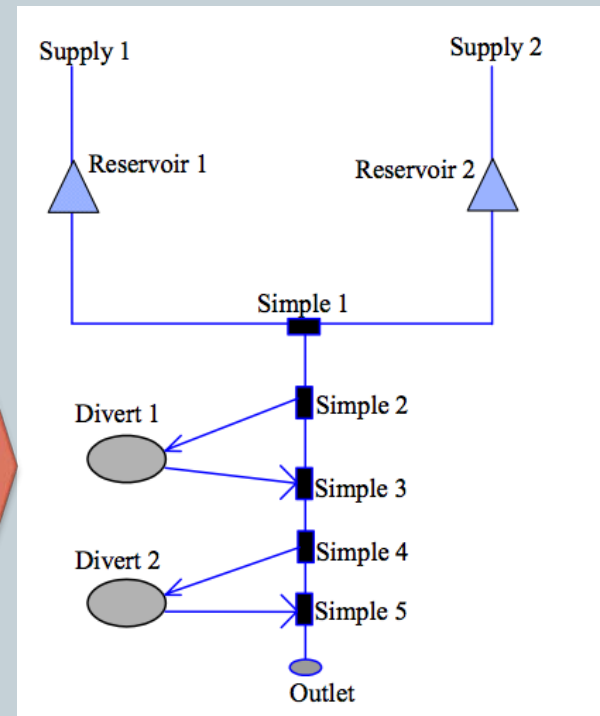 Supply 1
Supply 2
Reservoir 1
Reservoir 2
Simple 1
Simple 2
Divert 1
Simple 3
Simple 4
Divert 2
Simple 5
Outlet